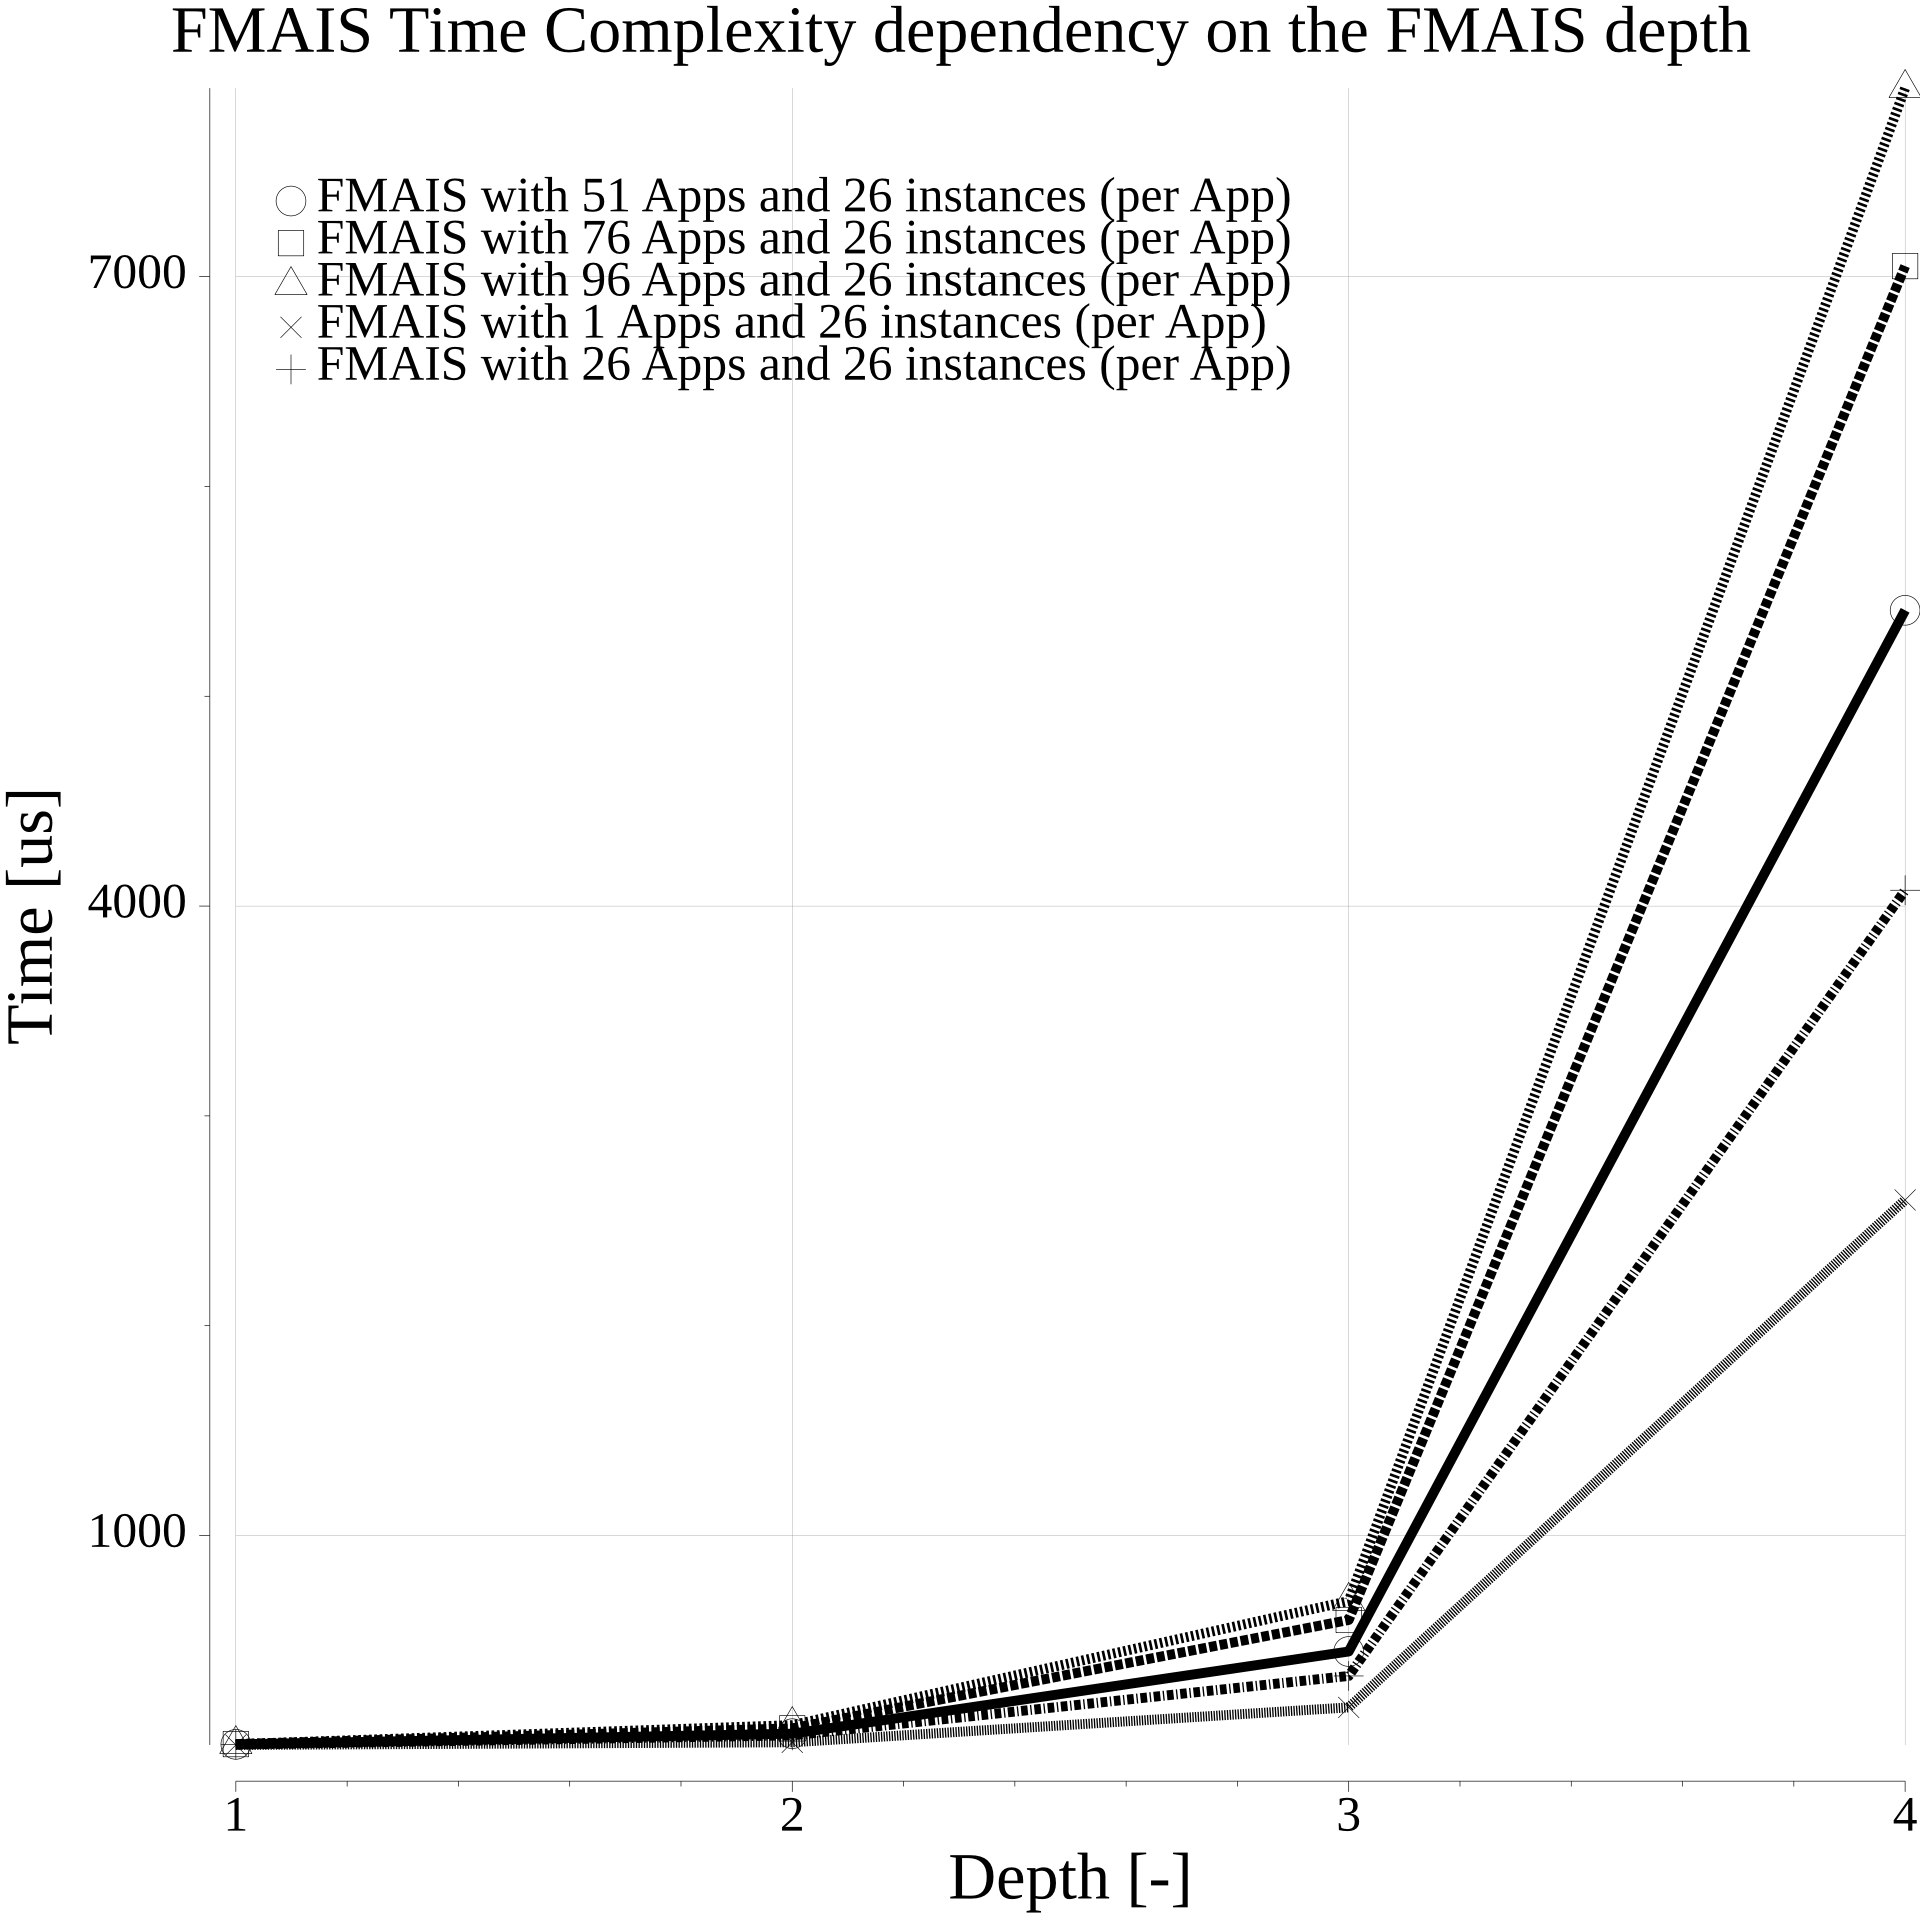 FMAIS Time Complexity dependency on the FMAIS depth
FMAIS with 51 Apps and 26 instances (per App)
FMAIS with 76 Apps and 26 instances (per App)
FMAIS with 96 Apps and 26 instances (per App)
FMAIS with 1 Apps and 26 instances (per App)
FMAIS with 26 Apps and 26 instances (per App)
7000
4000
1000
Time [us]
1 2 3 4
Depth [-]